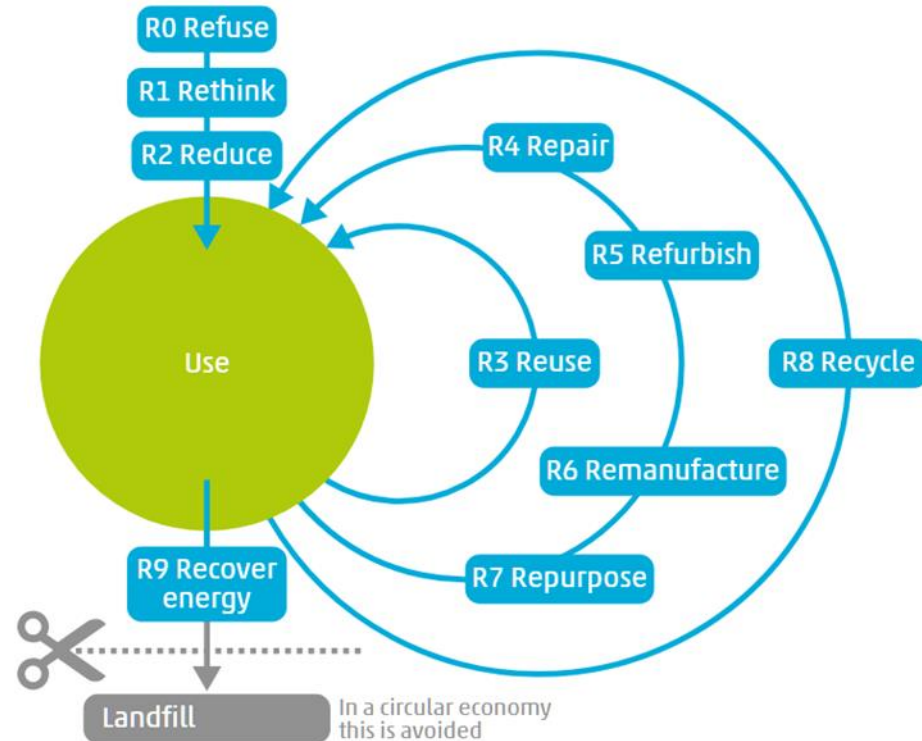 R0 Refuse
R1 Rethink
R2 Reduce
R4 Repair
R5 Refurbish
Use
R3 Reuse
R8 Recycle
R6 Remanufacture
R7 Repurpose
R9 Recover
energy
Landfill
In a circular economy
this is avoided